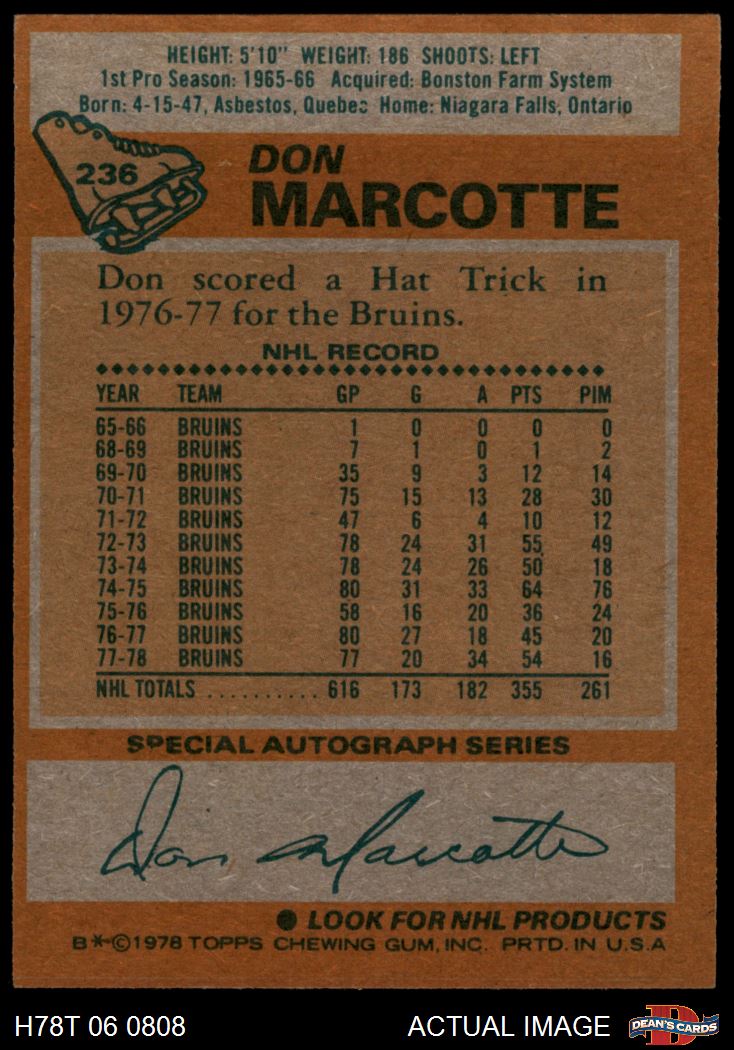 HEIGHT: 5'10" WEIGHT: 186 SHOOTS: LEFT
1st Pro Season: 1965-66 Acquired: Bonston Farm System
Born: 4-15-47, Asbestos, Quebec Home: Niagara Falls, Ontario
236
DON
MARCOTTE
Don scored a Hat Trick in
1976-77 for the Bruins.
NHL RECORD
YEAR TEAM GP G A PTS PIM
65-66 BRUINS 1 0 0 0 0
68-69 BRUINS 7 1 0 1 2
69-70 BRUINS 35 9 3 12 14
70-71 BRUINS 75 15 13 28 30
71-72 BRUINS 47 6 4 10 12
72-73 BRUINS 78 24 31 55 49
73-74 BRUINS 78 24 26 50 18
74-75 BRUINS 80 31 33 64 76
75-76 BRUINS 58 16 20 36 24
76-77 BRUINS 80 27 18 45 20
77-78 BRUINS 77 20 34 54 16
NHL TOTALS .......... 616 173 182 355 261
SPECIAL AUTOGRAPH SERIES
Don Marcotte
● LOOK FOR NHL PRODUCTS
B*©1978 TOPPS CHEWING GUM, INC. PRTD. IN U.S.A
H78T 06 0808 ACTUAL IMAGE DEAN'S CARDS